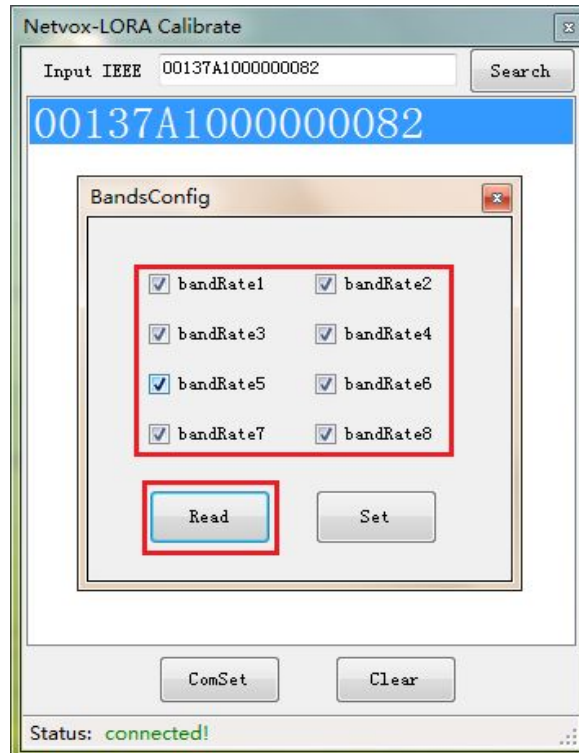 Netvox-LORA Calibrate
Input IEEE 00137A1000000082 Search
00137A1000000082
BandsConfig
bandRate1 bandRate2
bandRate3 bandRate4
bandRate5 bandRate6
bandRate7 bandRate8
Read Set
ComSet Clear
Status: connected!